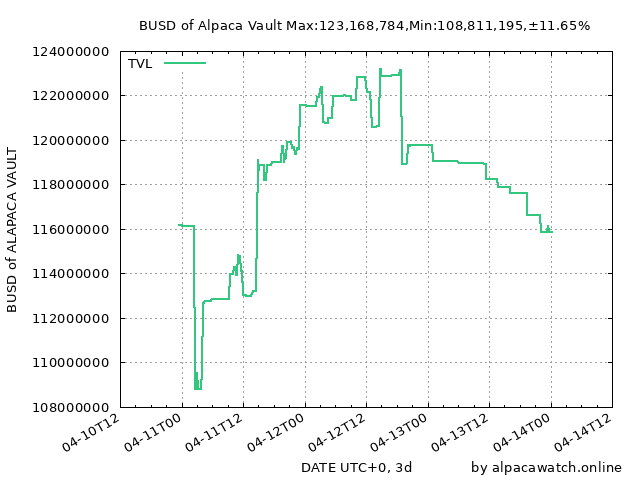 BUSD of Alpaca Vault Max:123,168,784,Min:108,811,195,±11.65%
TVL
124000000
122000000
120000000
118000000
116000000
114000000
112000000
110000000
108000000
BUSD of ALAPACA VAULT
04-10T12
04-11T00
04-11T12
04-12T00
04-12T12
04-13T00
04-13T12
04-14T00
04-14T12
DATE UTC+0, 3d
by alpacawatch.online